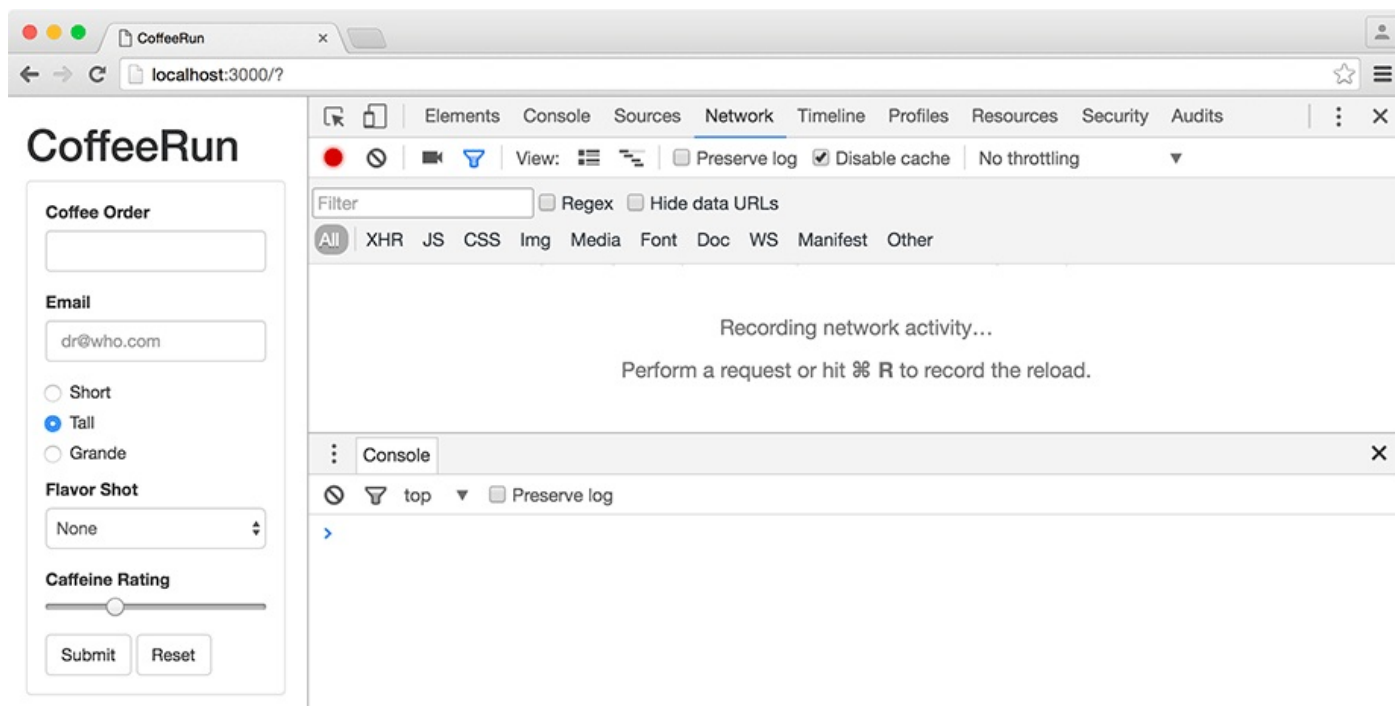 CoffeeRun
localhost:3000/?
CoffeeRun
Coffee Order
Email
dr@who.com
Short
Tall
Grande
Flavor Shot
None
Caffeine Rating
Submit Reset
Elements Console Sources Network Timeline Profiles Resources Security Audits
View: Preserve log Disable cache No throttling
Filter Regex Hide data URLs
All XHR JS CSS Img Media Font Doc WS Manifest Other
Recording network activity…
Perform a request or hit ⌘ R to record the reload.
Console
top Preserve log